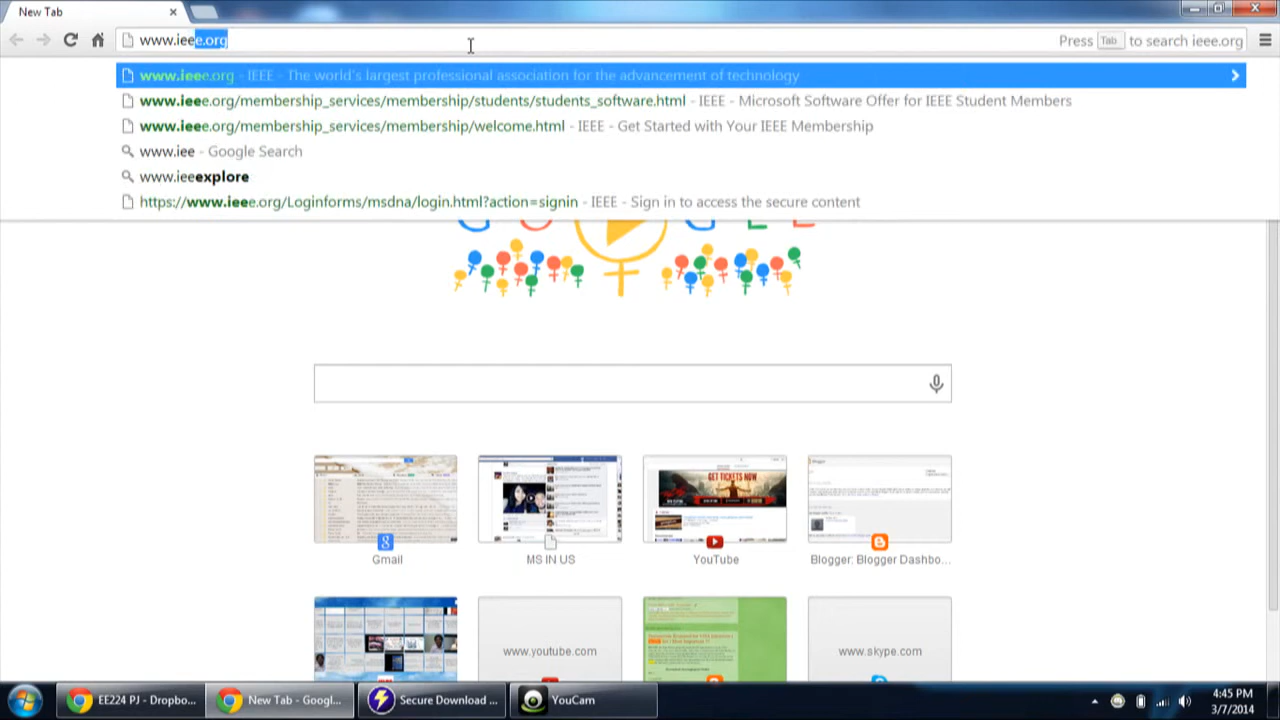 New Tab
www.ieee.org
Press Tab to search ieee.org
www.ieee.org - IEEE - The world's largest professional association for the advancement of technology
www.ieee.org/membership_services/membership/students/students_software.html - IEEE - Microsoft Software Offer for IEEE Student Members
www.ieee.org/membership_services/membership/welcome.html - IEEE - Get Started with Your IEEE Membership
www.iee - Google Search
www.ieeexplore
https://www.ieee.org/Loginforms/msdna/login.html?action=signin - IEEE - Sign in to access the secure content
GET TICKETS NOW
Gmail
MS IN US
YouTube
Blogger: Blogger Dashbo...
www.youtube.com
www.skype.com
EE224 PJ - Dropbo...
New Tab - Googl...
Secure Download ...
YouCam
4:45 PM
3/7/2014